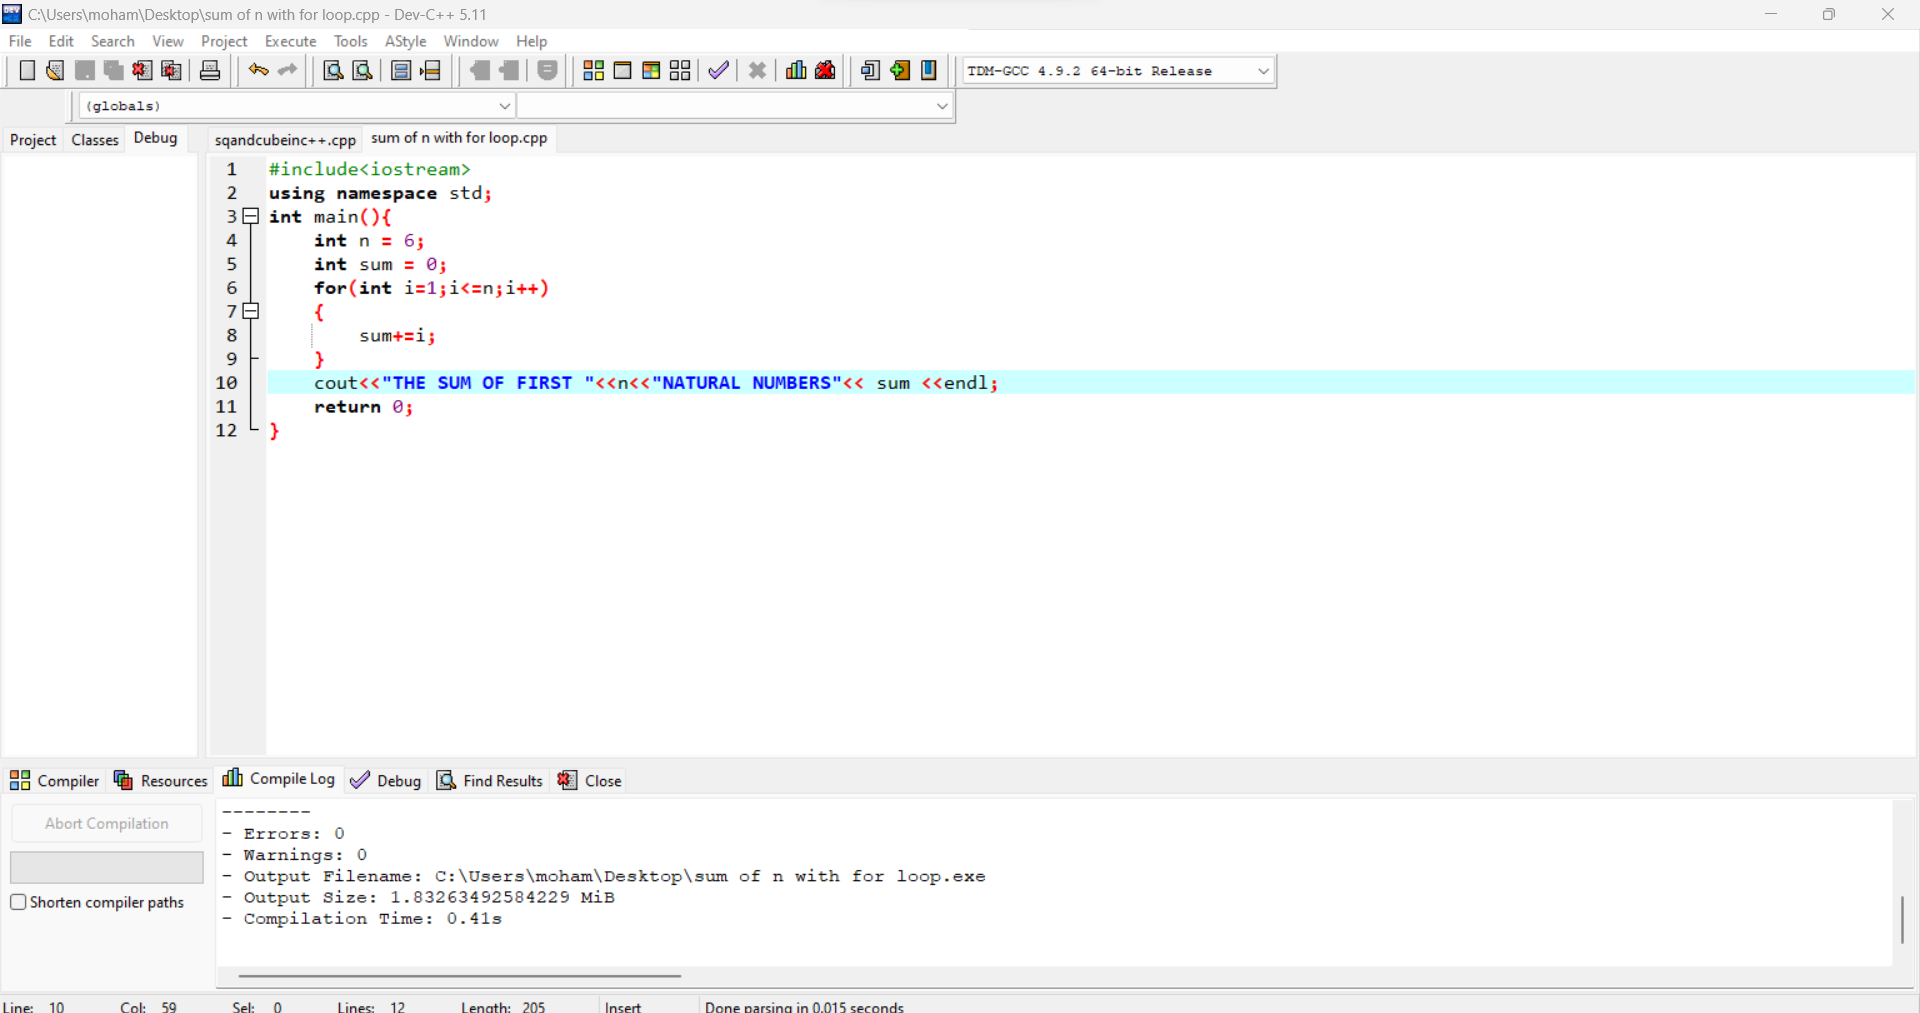 C:\Users\moham\Desktop\sum of n with for loop.cpp - Dev-C++ 5.11
File Edit Search View Project Execute Tools AStyle Window Help
TDM-GCC 4.9.2 64-bit Release
(globals)
Project Classes Debug sqandcubeinc++.cpp sum of n with for loop.cpp
1 #include<iostream>
2 using namespace std;
3 int main(){
4 int n = 6;
5 int sum = 0;
6 for(int i=1;i<=n;i++)
7 {
8 sum+=i;
9 }
10 cout<<"THE SUM OF FIRST "<<n<<"NATURAL NUMBERS"<< sum <<endl;
11 return 0;
12 }
Compiler Resources Compile Log Debug Find Results Close
Abort Compilation
Shorten compiler paths
--------
- Errors: 0
- Warnings: 0
- Output Filename: C:\Users\moham\Desktop\sum of n with for loop.exe
- Output Size: 1.83263492584229 MiB
- Compilation Time: 0.41s
Line: 10 Col: 59 Sel: 0 Lines: 12 Length: 205 Insert Done parsing in 0.015 seconds